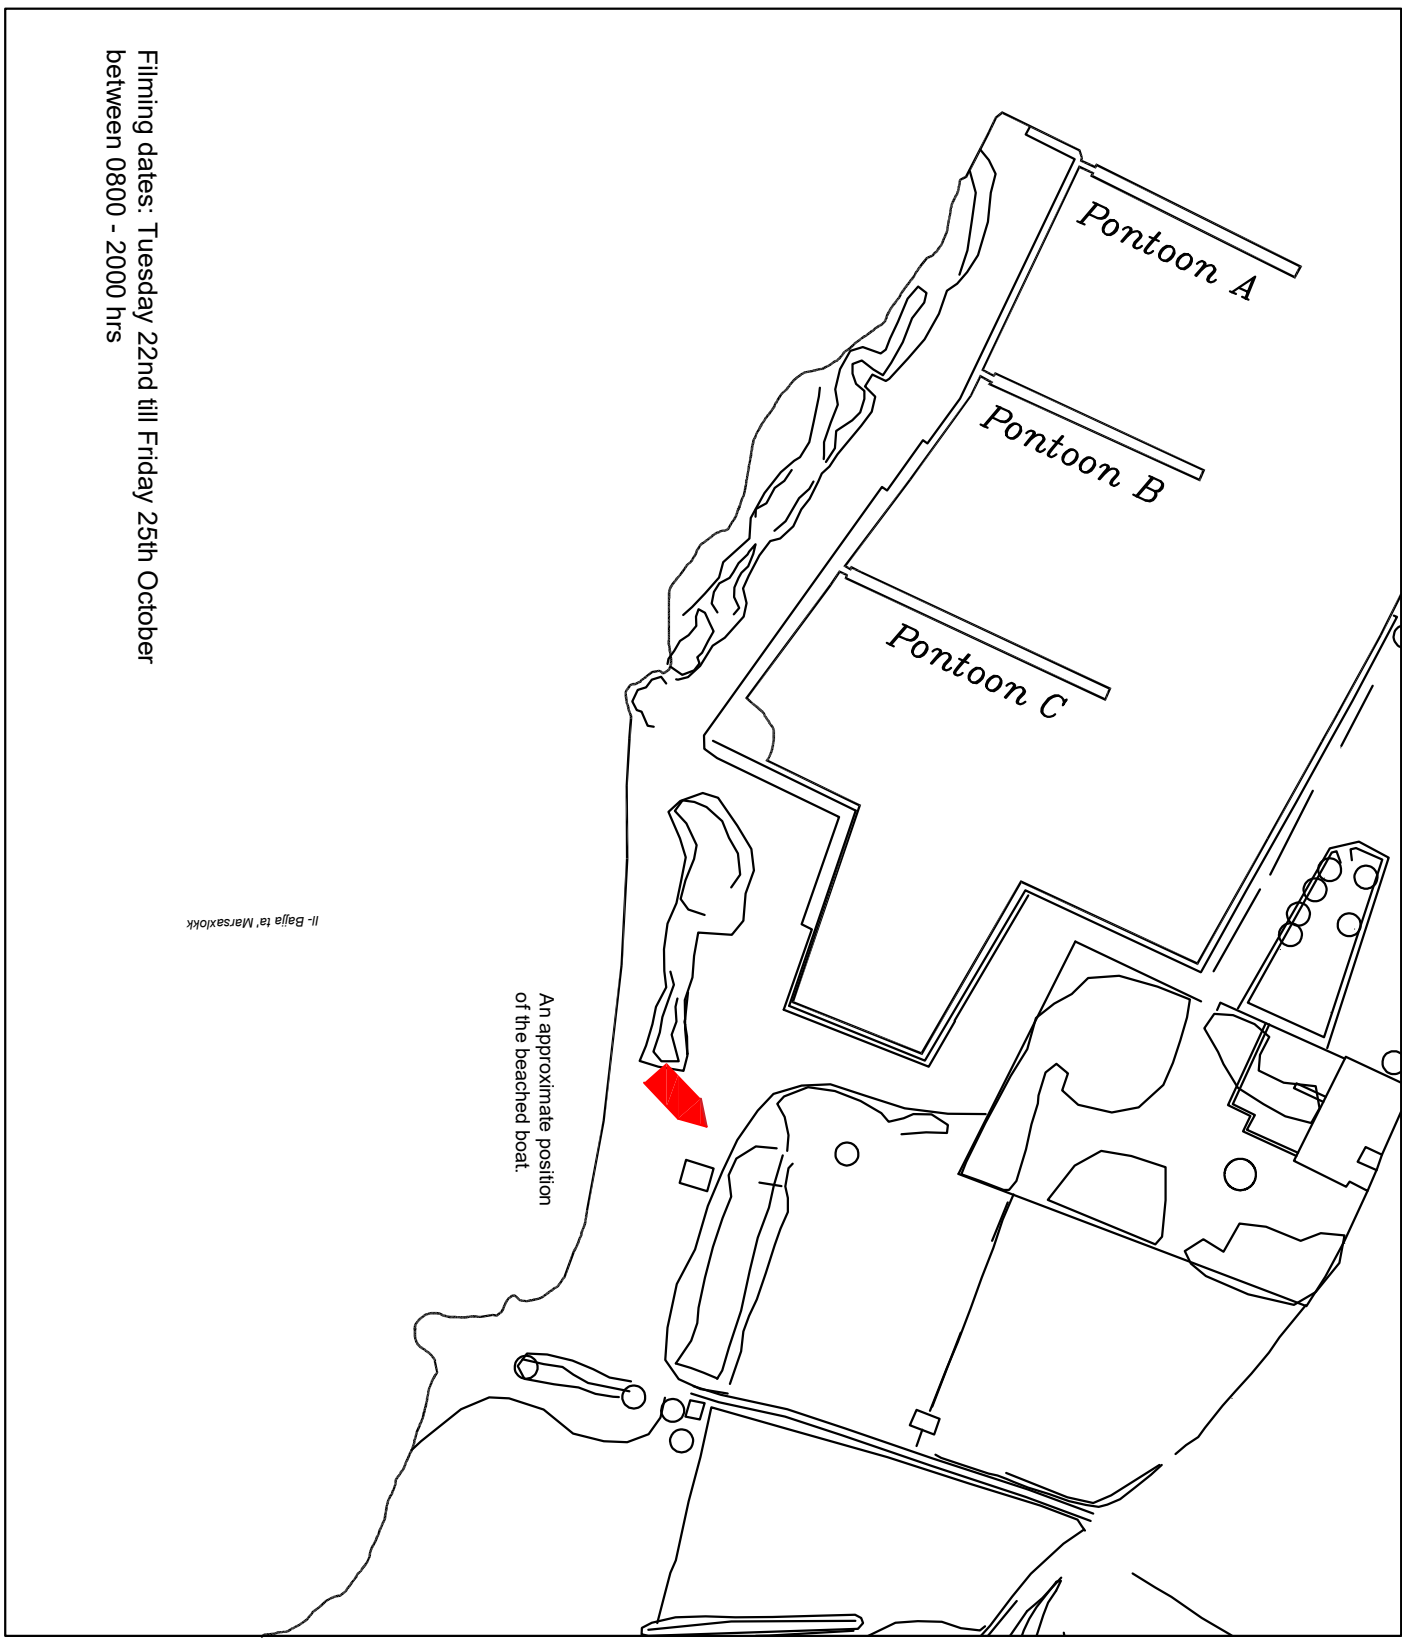 Filming dates: Tuesday 22nd till Friday 25th October
between 0800 - 2000 hrs
Pontoon A
Pontoon B
Pontoon C
Il- Bajja ta' Marsaxlokk
An approximate position
of the beached boat.